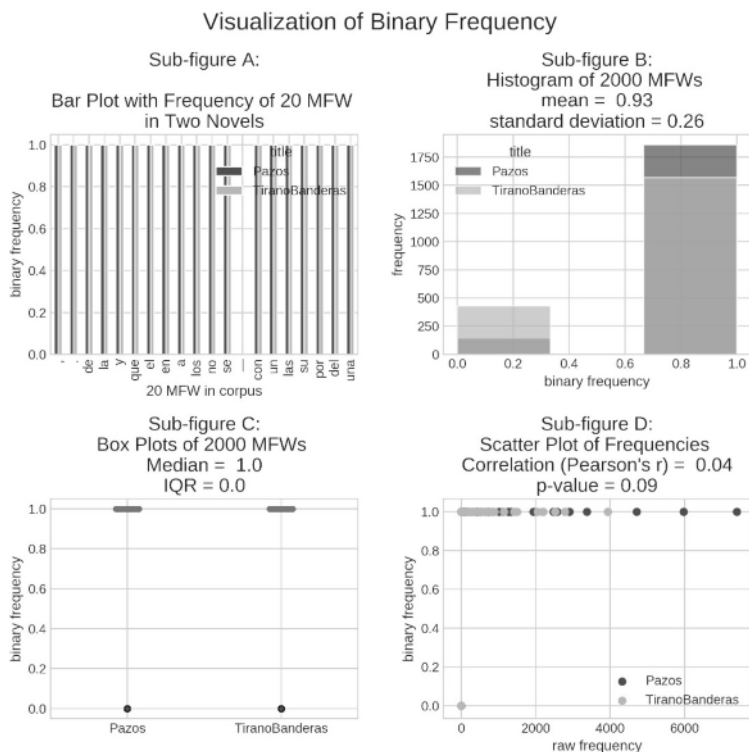 Visualization of Binary Frequency
Sub-figure A:
Bar Plot with Frequency of 20 MFW
in Two Novels
title
Pazos
TiranoBanderas
1.0
0.8
0.6
0.4
0.2
0.0
binary frequency
, . de la y que el en a los no se — con un las su por del una
20 MFW in corpus
Sub-figure B:
Histogram of 2000 MFWs
mean = 0.93
standard deviation = 0.26
title
Pazos
TiranoBanderas
1750
1500
1250
1000
750
500
250
0
frequency
0.0 0.2 0.4 0.6 0.8 1.0
binary frequency
Sub-figure C:
Box Plots of 2000 MFWs
Median = 1.0
IQR = 0.0
1.0
0.8
0.6
0.4
0.2
0.0
binary frequency
Pazos TiranoBanderas
Sub-figure D:
Scatter Plot of Frequencies
Correlation (Pearson's r) = 0.04
p-value = 0.09
1.0
0.8
0.6
0.4
0.2
0.0
binary frequency
Pazos
TiranoBanderas
0 2000 4000 6000
raw frequency